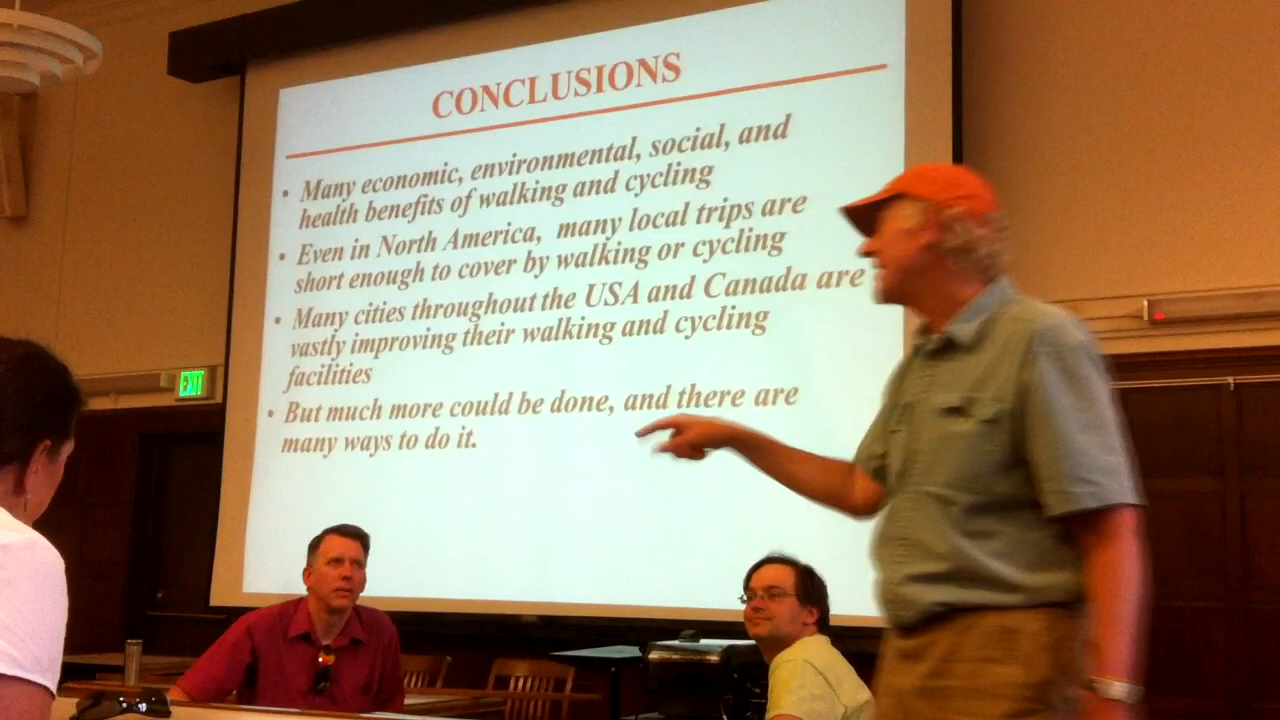 CONCLUSIONS
• Many economic, environmental, social, and
health benefits of walking and cycling
• Even in North America, many local trips are
short enough to cover by walking or cycling
• Many cities throughout the USA and Canada are
vastly improving their walking and cycling
facilities
• But much more could be done, and there are
many ways to do it.
EXIT